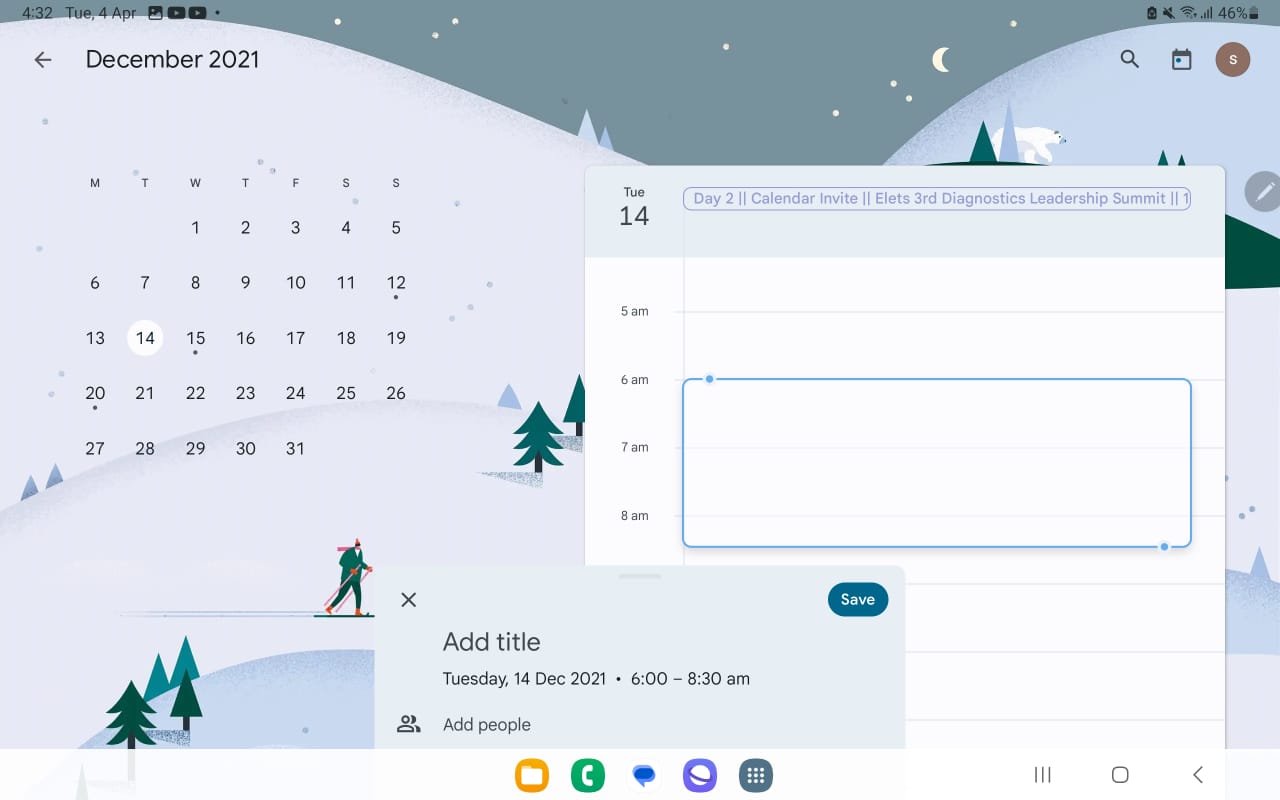 4:32 Tue, 4 Apr
46%
December 2021
S
M T W T F S S
1 2 3 4 5
6 7 8 9 10 11 12
13 14 15 16 17 18 19
20 21 22 23 24 25 26
27 28 29 30 31
Tue
14
Day 2 || Calendar Invite || Elets 3rd Diagnostics Leadership Summit || 1
5 am
6 am
7 am
8 am
Save
Add title
Tuesday, 14 Dec 2021 • 6:00 – 8:30 am
Add people